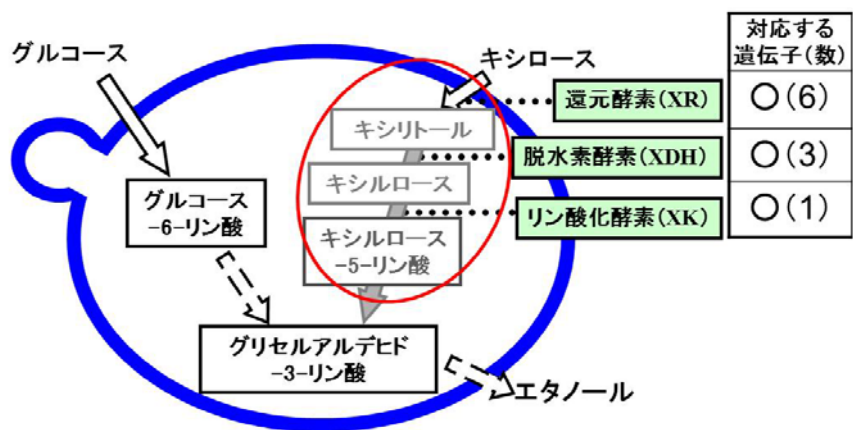 グルコース
キシロース
対応する
遺伝子(数)
還元酵素(XR)
○(6)
キシリトール
脱水素酵素(XDH)
○(3)
キシルロース
グルコース
-6-リン酸
リン酸化酵素(XK)
○(1)
キシルロース
-5-リン酸
グリセルアルデヒド
-3-リン酸
エタノール